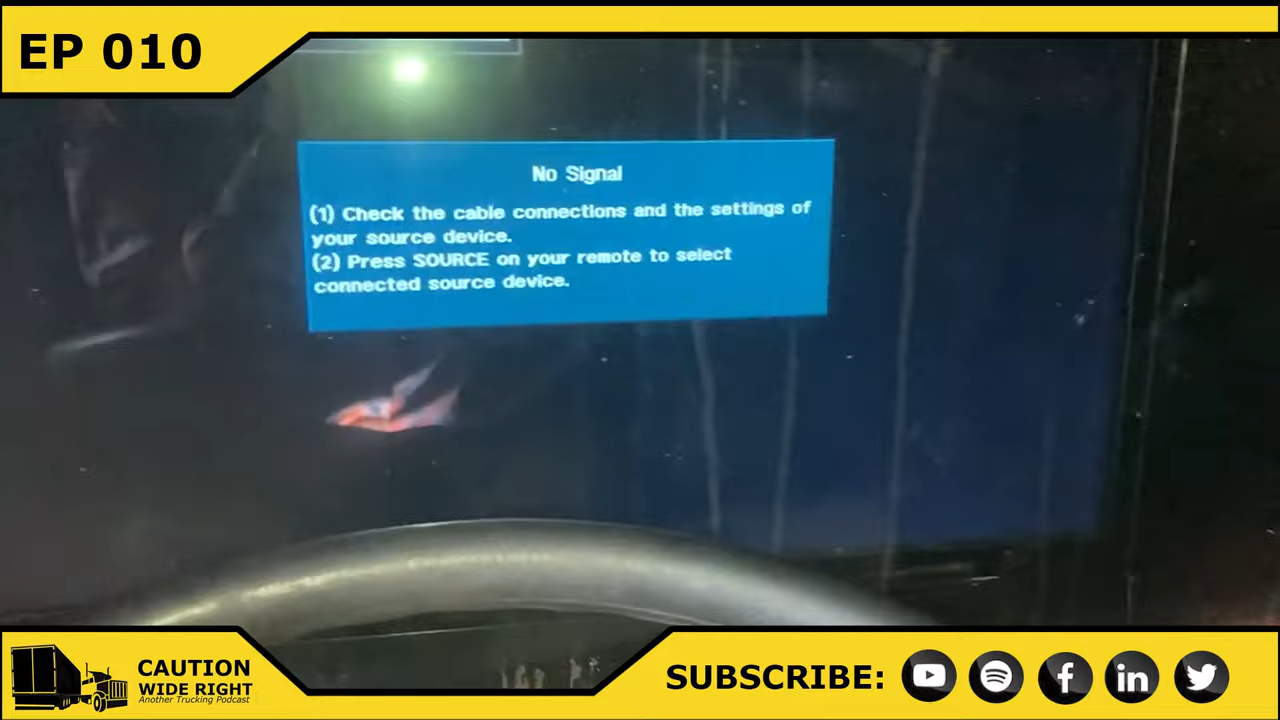 EP 010
No Signal
(1) Check the cable connections and the settings of
your source device.
(2) Press SOURCE on your remote to select
connected source device.
CAUTION
WIDE RIGHT
Another Trucking Podcast
SUBSCRIBE: